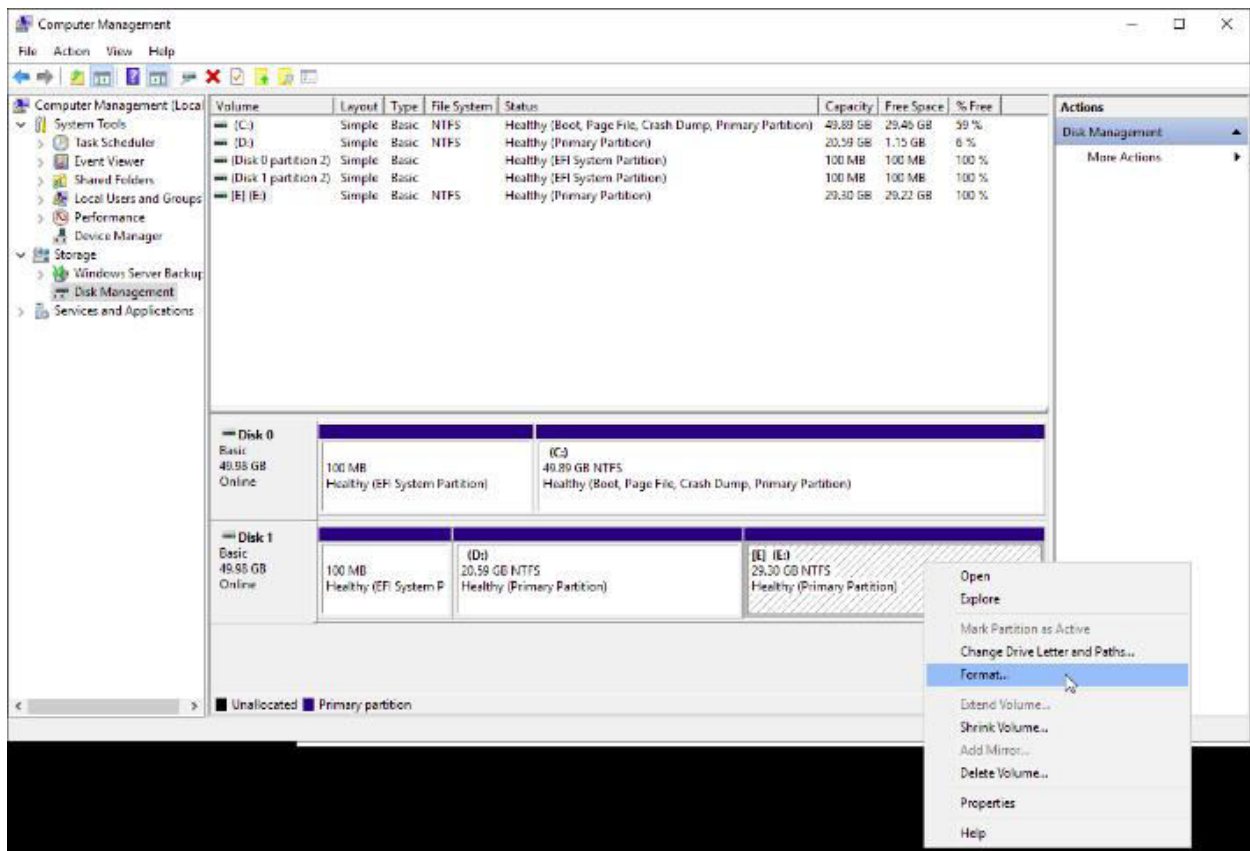 Computer Management
File Action View Help
Computer Management (Local
System Tools
Task Scheduler
Event Viewer
Shared Folders
Local Users and Groups
Performance
Device Manager
Storage
Windows Server Backup
Disk Management
Services and Applications
Volume Layout Type File System Status Capacity Free Space % Free
(C:) Simple Basic NTFS Healthy (Boot, Page File, Crash Dump, Primary Partition) 49.89 GB 29.46 GB 59 %
(D:) Simple Basic NTFS Healthy (Primary Partition) 20.59 GB 1.15 GB 6 %
(Disk 0 partition 2) Simple Basic Healthy (EFI System Partition) 100 MB 100 MB 100 %
(Disk 1 partition 2) Simple Basic Healthy (EFI System Partition) 100 MB 100 MB 100 %
[E] (E:) Simple Basic NTFS Healthy (Primary Partition) 29.30 GB 29.22 GB 100 %
Actions
Disk Management
More Actions
Disk 0
Basic
49.98 GB
Online
100 MB
Healthy (EFI System Partition)
(C:)
49.89 GB NTFS
Healthy (Boot, Page File, Crash Dump, Primary Partition)
Disk 1
Basic
49.98 GB
Online
100 MB
Healthy (EFI System P
(D:)
20.59 GB NTFS
Healthy (Primary Partition)
[E] (E:)
29.30 GB NTFS
Healthy (Primary Partition)
Unallocated Primary partition
Open
Explore
Mark Partition as Active
Change Drive Letter and Paths...
Format...
Extend Volume...
Shrink Volume...
Add Mirror...
Delete Volume...
Properties
Help